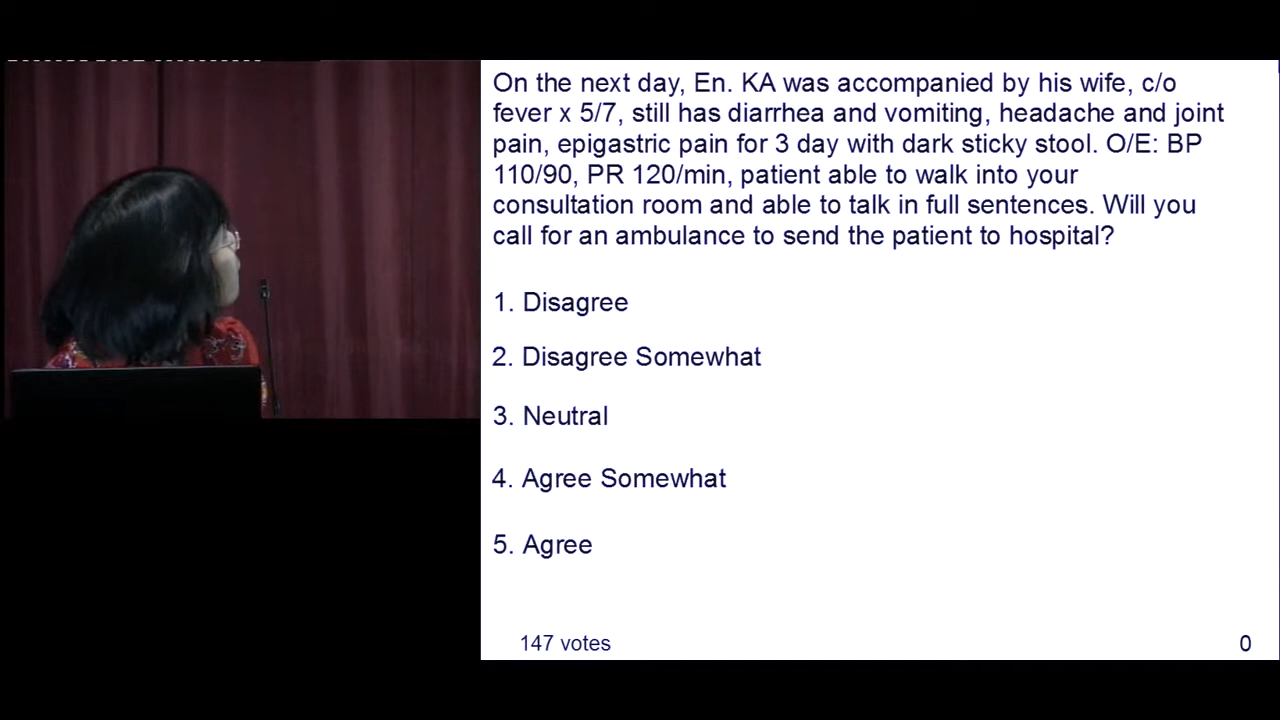 On the next day, En. KA was accompanied by his wife, c/o
fever x 5/7, still has diarrhea and vomiting, headache and joint
pain, epigastric pain for 3 day with dark sticky stool. O/E: BP
110/90, PR 120/min, patient able to walk into your
consultation room and able to talk in full sentences. Will you
call for an ambulance to send the patient to hospital?
1. Disagree
2. Disagree Somewhat
3. Neutral
4. Agree Somewhat
5. Agree
147 votes
0